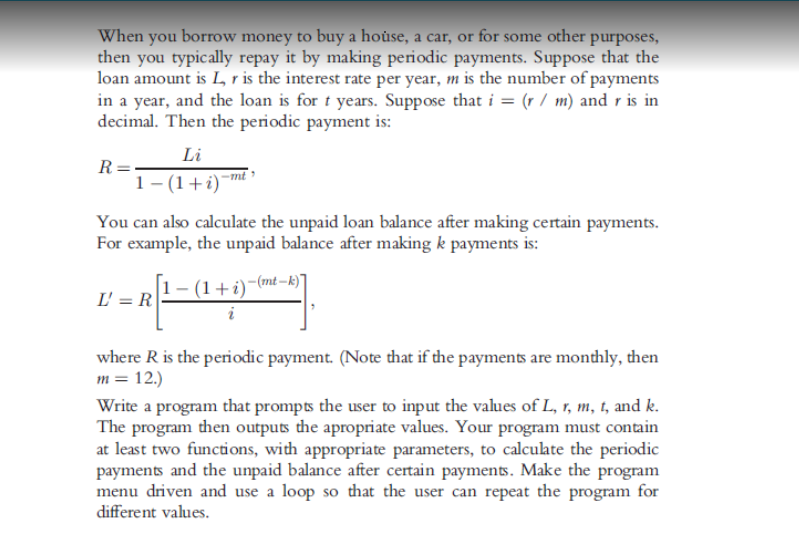 When you borrow money to buy a hoùse, a car, or for some other purposes,
then you typically repay it by making periodic payments. Suppose that the
loan amount is L, r is the interest rate per year, m is the number of payments
in a year, and the loan is for t years. Suppose that i = (r / m) and r is in
decimal. Then the periodic payment is:
R = Li / 1 − (1 + i)^−mt ,
You can also calculate the unpaid loan balance after making certain payments.
For example, the unpaid balance after making k payments is:
L′ = R[1 − (1 + i)^−(mt−k) / i],
where R is the periodic payment. (Note that if the payments are monthly, then
m = 12.)
Write a program that prompts the user to input the values of L, r, m, t, and k.
The program then outputs the apropriate values. Your program must contain
at least two functions, with appropriate parameters, to calculate the periodic
payments and the unpaid balance after certain payments. Make the program
menu driven and use a loop so that the user can repeat the program for
different values.